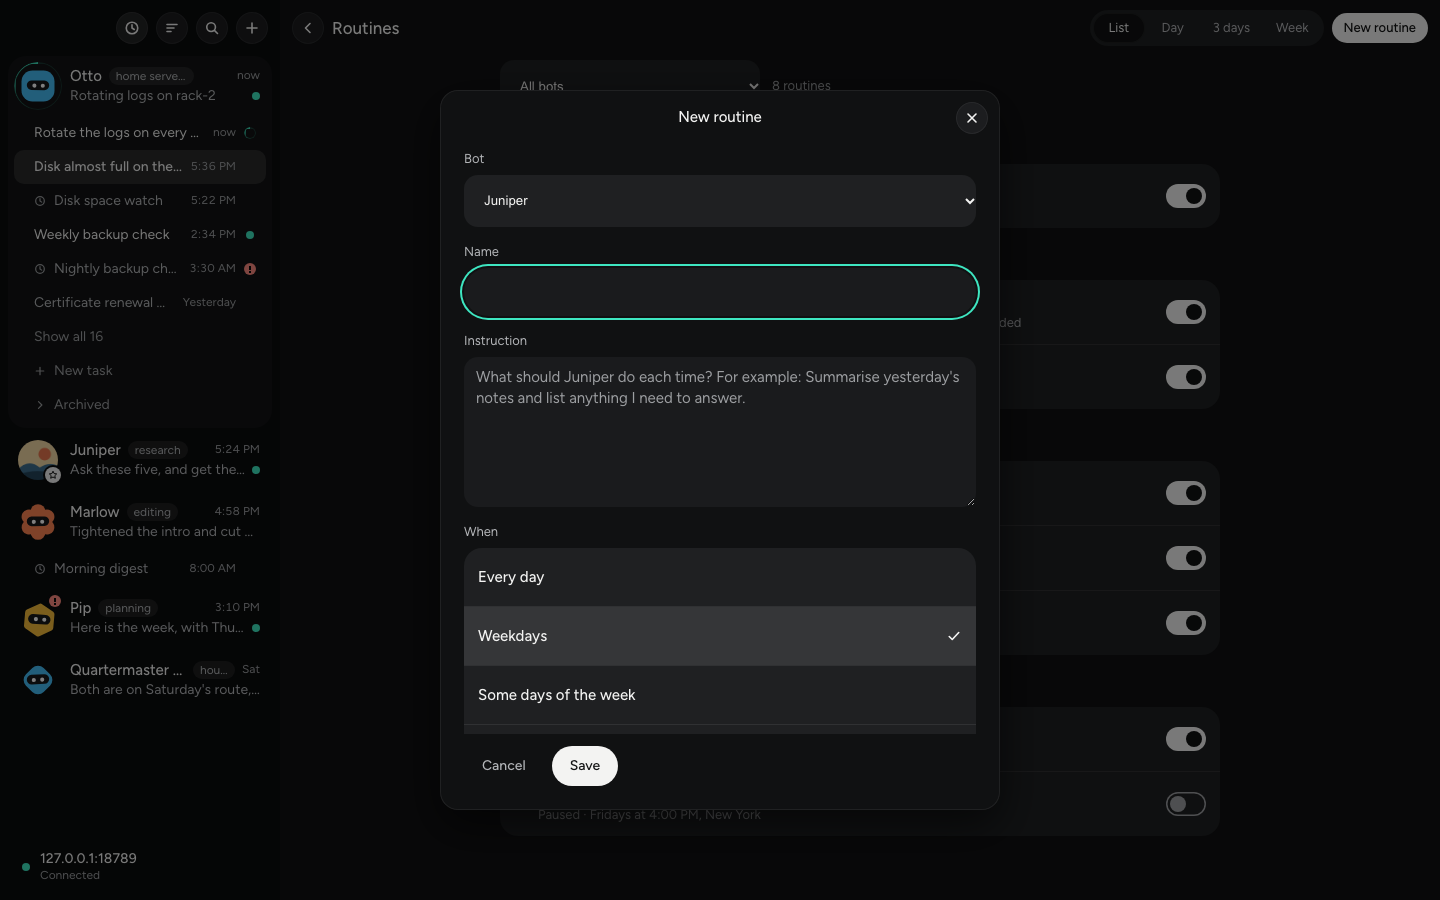 Routines
List
Day
3 days
Week
New routine
Otto
home serve...
now
Rotating logs on rack-2
Rotate the logs on every ...
now
Disk almost full on the...
5:36 PM
Disk space watch
5:22 PM
Weekly backup check
2:34 PM
Nightly backup ch...
3:30 AM
Certificate renewal ...
Yesterday
Show all 16
New task
Archived
Juniper
research
5:24 PM
Ask these five, and get the...
Marlow
editing
4:58 PM
Tightened the intro and cut ...
Morning digest
8:00 AM
Pip
planning
3:10 PM
Here is the week, with Thu...
Quartermaster ...
hou...
Sat
Both are on Saturday's route,...
127.0.0.1:18789
Connected
All bots
8 routines
New routine
Bot
Juniper
Name
Instruction
What should Juniper do each time? For example: Summarise yesterday's
notes and list anything I need to answer.
When
Every day
Weekdays
Some days of the week
Cancel
Save
ded
Paused · Fridays at 4:00 PM, New York